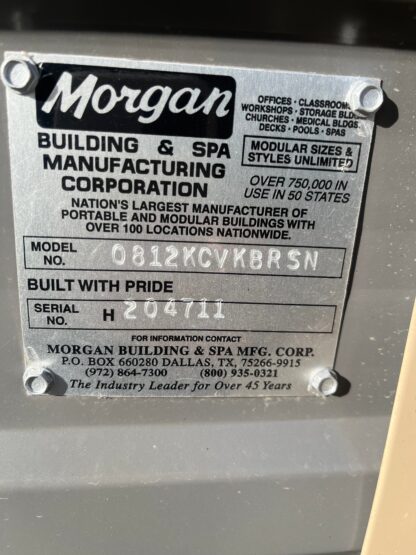 Morgan
BUILDING & SPA
MANUFACTURING
CORPORATION
OFFICES • CLASSROOMS
WORKSHOPS • STORAGE BLDGS
CHURCHES • MEDICAL BLDGS.
DECKS • POOLS • SPAS
MODULAR SIZES &
STYLES UNLIMITED
OVER 750,000 IN
USE IN 50 STATES
NATION'S LARGEST MANUFACTURER OF
PORTABLE AND MODULAR BUILDINGS WITH
OVER 100 LOCATIONS NATIONWIDE.
MODEL
NO.
0812KCVKBRSN
BUILT WITH PRIDE
SERIAL
NO.
H 204711
FOR INFORMATION CONTACT
MORGAN BUILDING & SPA MFG. CORP.
P.O. BOX 660280 DALLAS, TX, 75266-9915
(972) 864-7300 (800) 935-0321
The Industry Leader for Over 45 Years